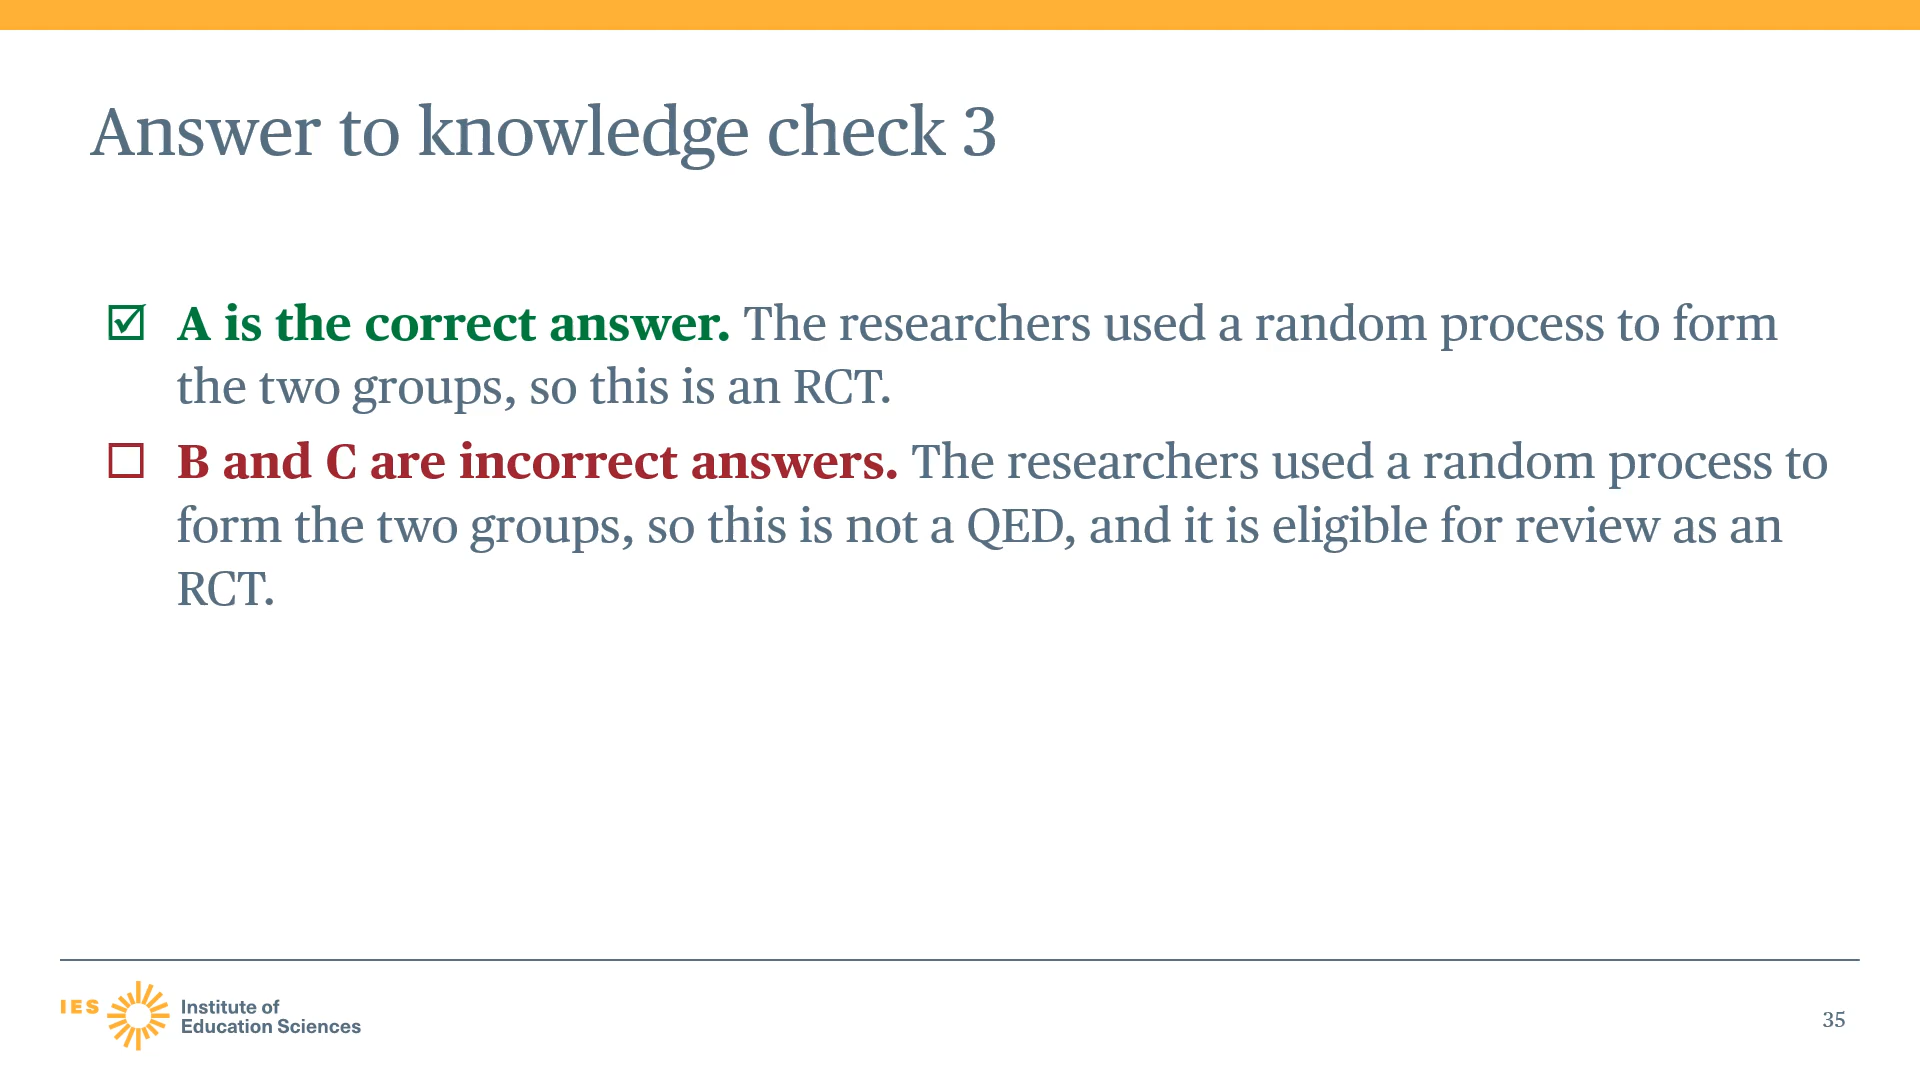 Answer to knowledge check 3
☑ A is the correct answer. The researchers used a random process to form
the two groups, so this is an RCT.
☐ B and C are incorrect answers. The researchers used a random process to
form the two groups, so this is not a QED, and it is eligible for review as an
RCT.
IES
Institute of
Education Sciences
35